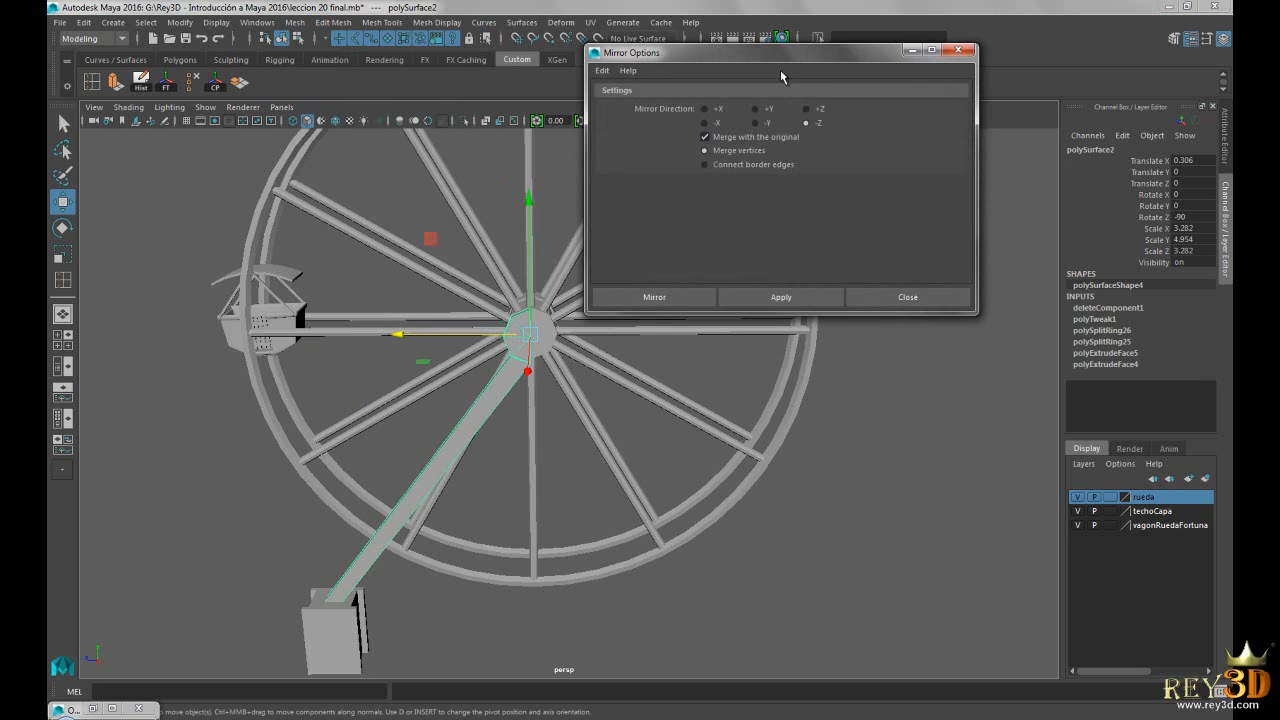 Autodesk Maya 2016: G:\Rey3D\Introducción a Maya 2016\leccion 20 final.mb* --- polySurface2
File Edit Create Select Modify Display Windows Mesh Edit Mesh Mesh Tools Mesh Display Curves Surfaces Deform UV Generate Cache Help
Modeling No Live Surface
Curves / Surfaces Polygons Sculpting Rigging Animation Rendering FX FX Caching Custom XGen
Hist FT CP
View Shading Lighting Show Renderer Panels
0.00
Mirror Options
Edit Help
Settings
Mirror Direction: +X +Y +Z
-X -Y -Z
Merge with the original
Merge vertices
Connect border edges
Mirror Apply Close
Channel Box / Layer Editor
Channels Edit Object Show
polySurface2
Translate X 0.306
Translate Y 0
Translate Z 0
Rotate X 0
Rotate Y 0
Rotate Z -90
Scale X 3.282
Scale Y 4.954
Scale Z 3.282
Visibility on
SHAPES
polySurfaceShape4
INPUTS
deleteComponent1
polyTweak1
polySplitRing26
polySplitRing25
polyExtrudeFace5
polyExtrudeFace4
Attribute Editor
Channel Box / Layer Editor
Display Render Anim
Layers Options Help
V P rueda
V P techoCapa
V P vagonRuedaFortuna
persp
MEL
O...
move object(s). Ctrl+MMB+drag to move components along normals. Use D or INSERT to change the pivot position and axis orientation.
REY3D
www.rey3d.com